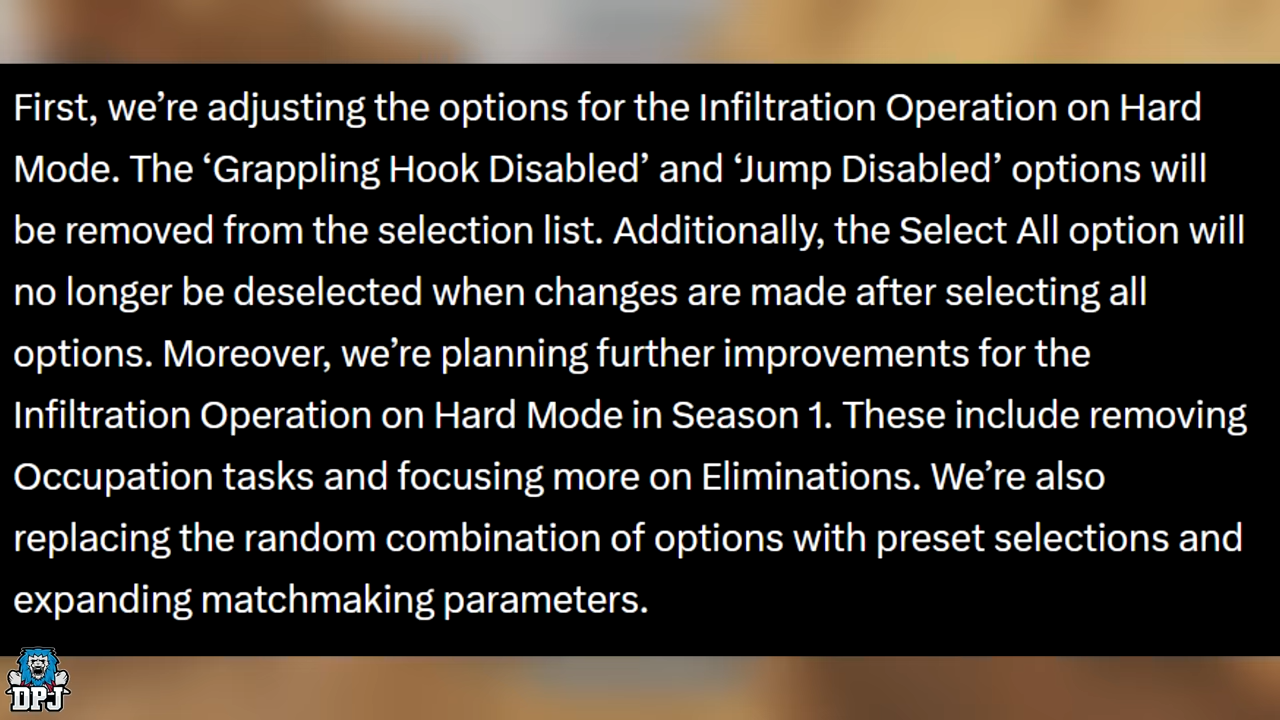 First, we’re adjusting the options for the Infiltration Operation on Hard
Mode. The ‘Grappling Hook Disabled’ and ‘Jump Disabled’ options will
be removed from the selection list. Additionally, the Select All option will
no longer be deselected when changes are made after selecting all
options. Moreover, we’re planning further improvements for the
Infiltration Operation on Hard Mode in Season 1. These include removing
Occupation tasks and focusing more on Eliminations. We’re also
replacing the random combination of options with preset selections and
expanding matchmaking parameters.
DPJ